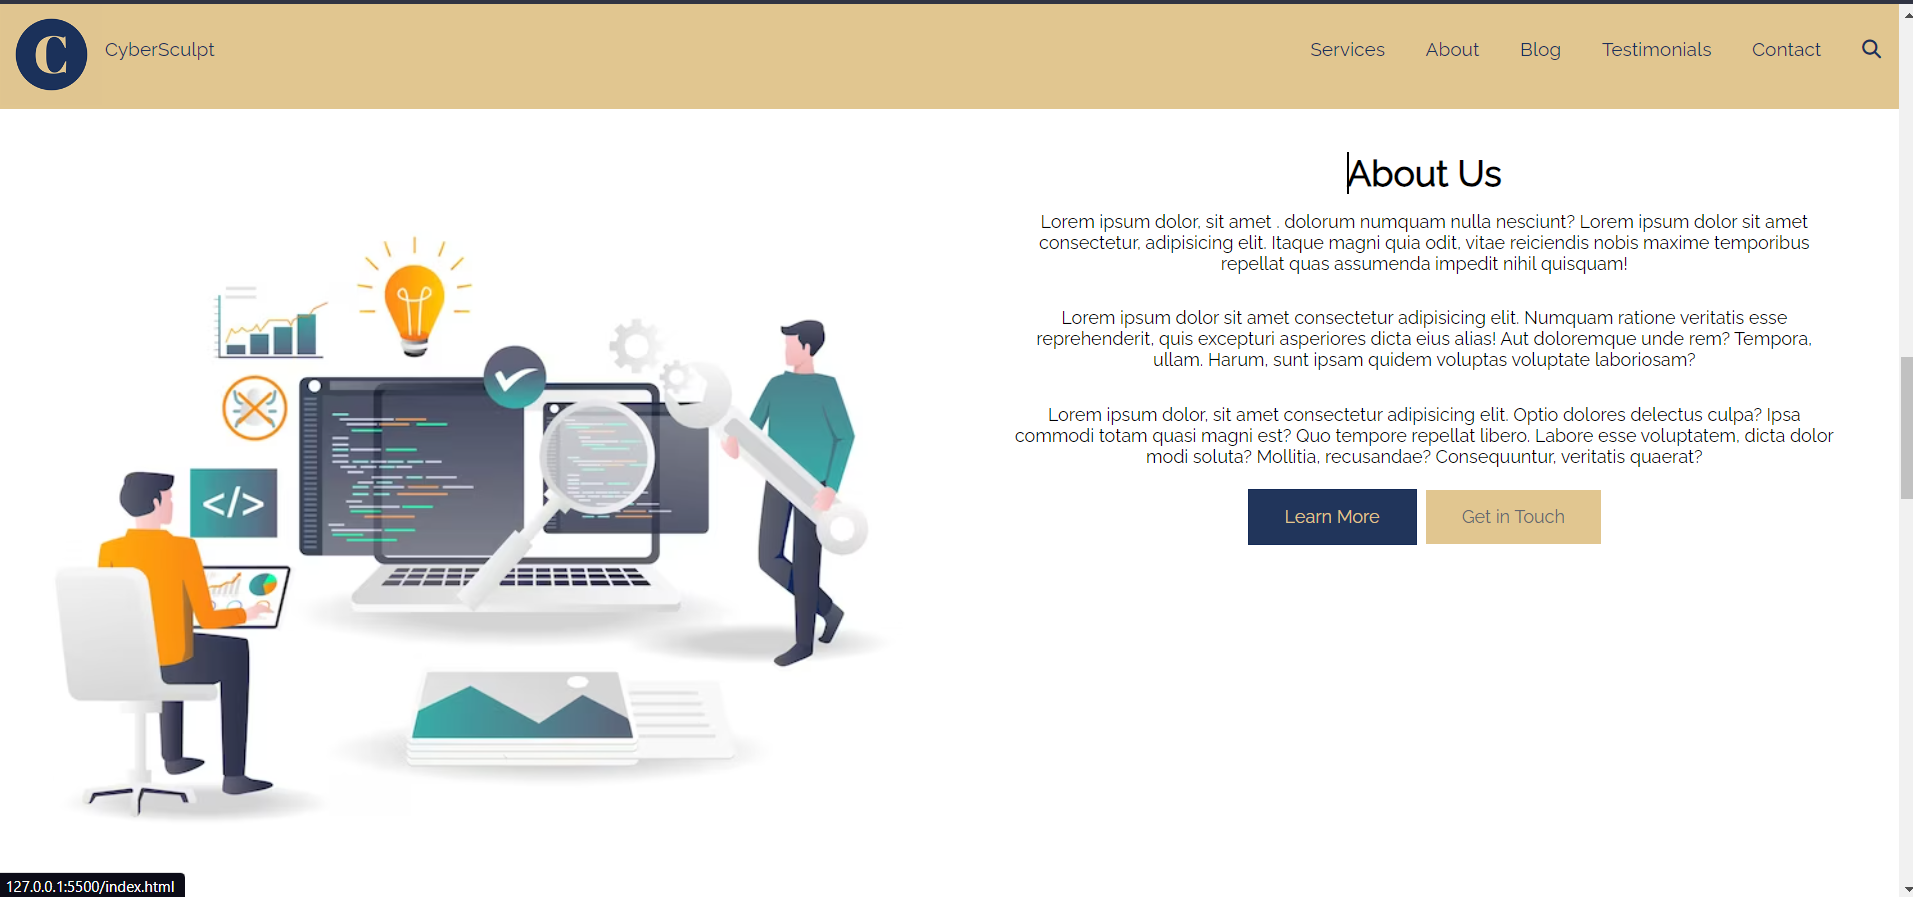 C CyberSculpt Services About Blog Testimonials Contact
About Us
Lorem ipsum dolor, sit amet . dolorum numquam nulla nesciunt? Lorem ipsum dolor sit amet
consectetur, adipisicing elit. Itaque magni quia odit, vitae reiciendis nobis maxime temporibus
repellat quas assumenda impedit nihil quisquam!
Lorem ipsum dolor sit amet consectetur adipisicing elit. Numquam ratione veritatis esse
reprehenderit, quis excepturi asperiores dicta eius alias! Aut doloremque unde rem? Tempora,
ullam. Harum, sunt ipsam quidem voluptas voluptate laboriosam?
Lorem ipsum dolor, sit amet consectetur adipisicing elit. Optio dolores delectus culpa? Ipsa
commodi totam quasi magni est? Quo tempore repellat libero. Labore esse voluptatem, dicta dolor
modi soluta? Mollitia, recusandae? Consequuntur, veritatis quaerat?
Learn More Get in Touch
</>
127.0.0.1:5500/index.html